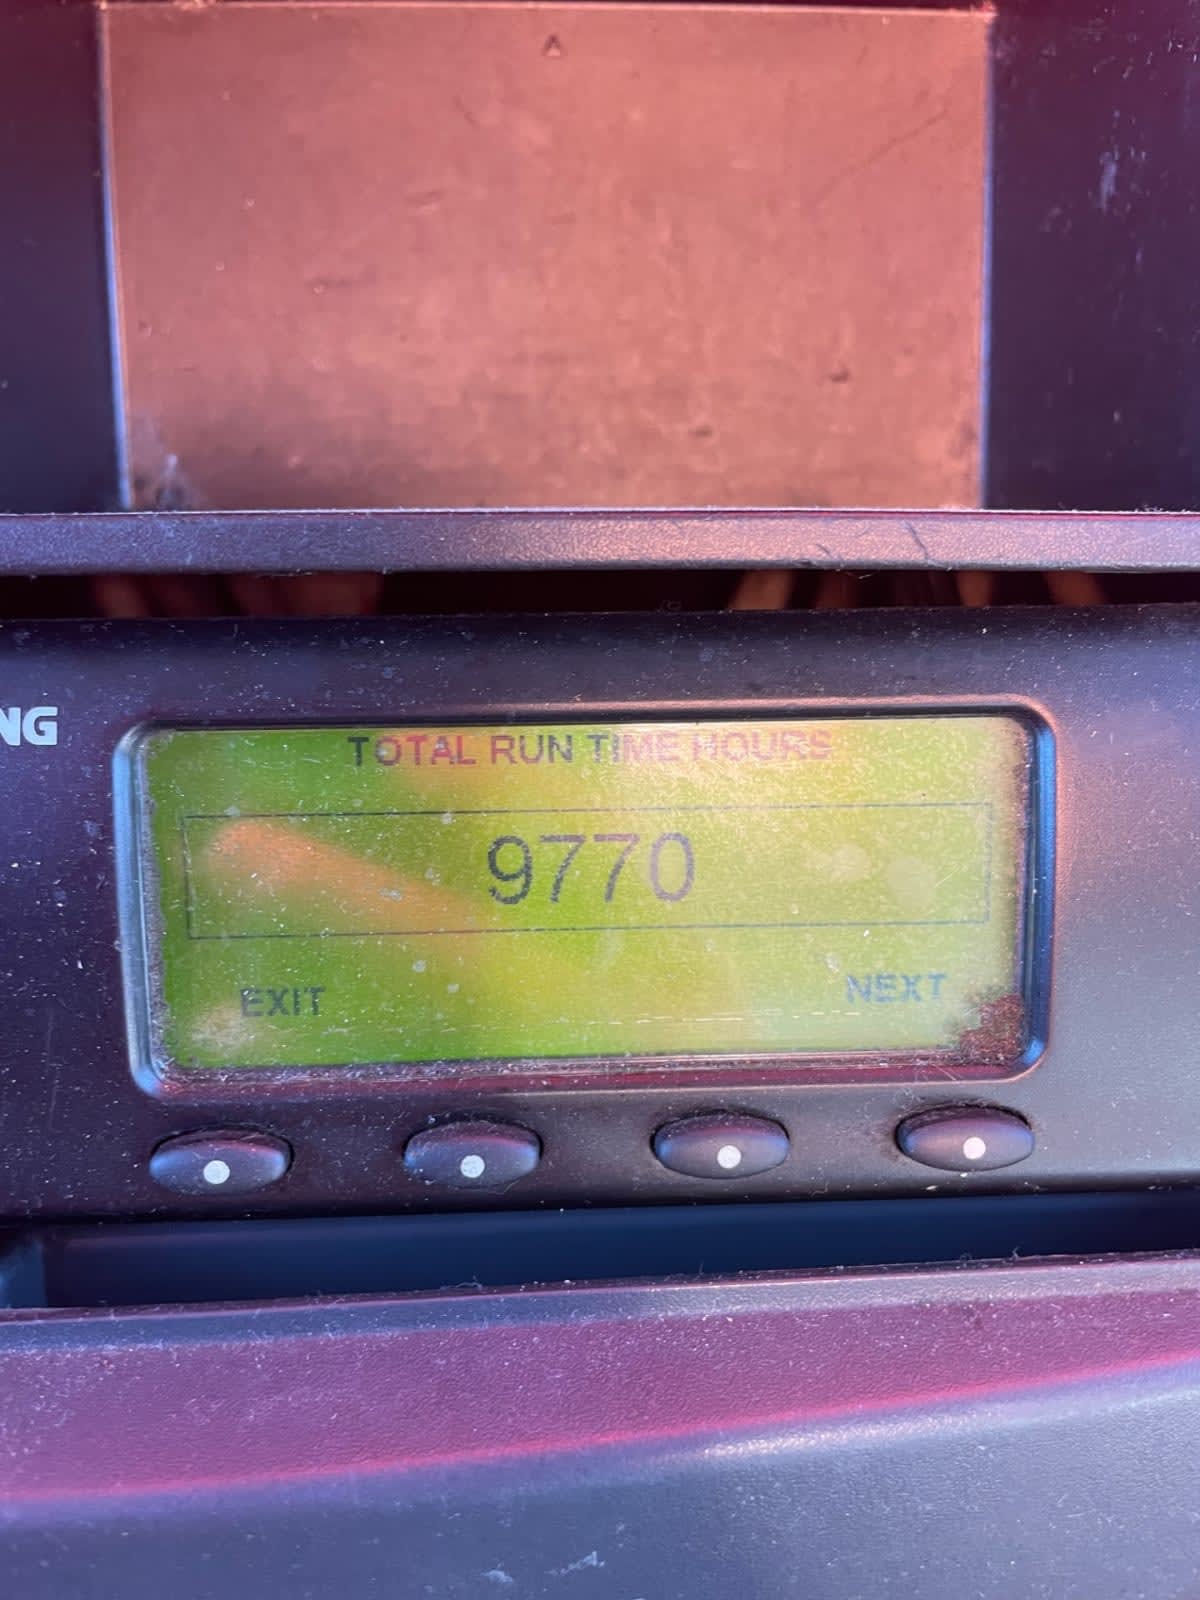 NG
TOTAL RUN TIME HOURS
9770
EXIT NEXT